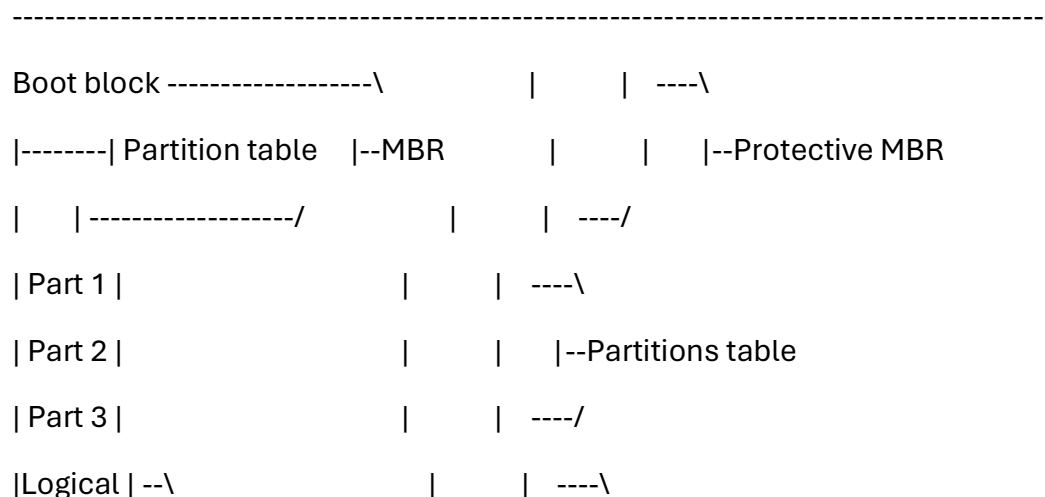 -------------------------------------------------------------------------------------------------
Boot block -------------------\ | | ----\
|--------| Partition table |--MBR | | |--Protective MBR
| | -------------------/ | | ----/
| Part 1 | | | ----\
| Part 2 | | | |--Partitions table
| Part 3 | | | ----/
|Logical | --\ | | ----\